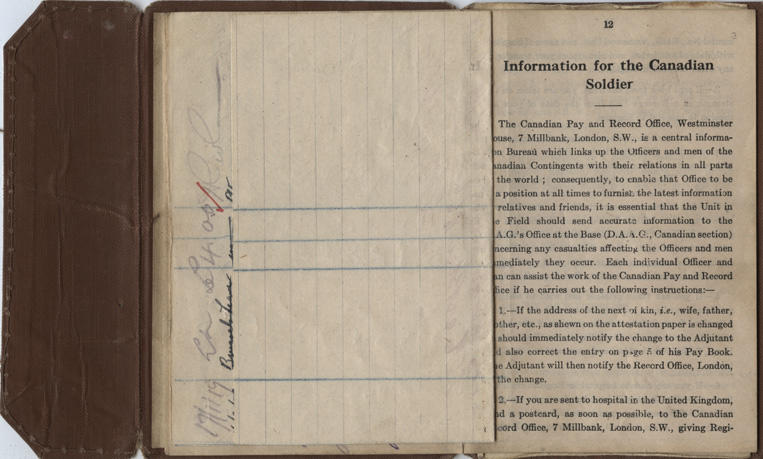 12
Information for the Canadian
Soldier
The Canadian Pay and Record Office, Westminster
ouse, 7 Millbank, London, S.W., is a central informa-
n Bureau which links up the Officers and men of the
anadian Contingents with their relations in all parts
the world ; consequently, to enable that Office to be
a position at all times to furnish the latest information
relatives and friends, it is essential that the Unit in
e Field should send accurate information to the
.A.G.'s Office at the Base (D.A.A.G., Canadian section)
ncerning any casualties affecting the Officers and men
mediately they occur. Each individual Officer and
an can assist the work of the Canadian Pay and Record
fice if he carries out the following instructions:—
1.—If the address of the next of kin, i.e., wife, father,
other, etc., as shewn on the attestation paper is changed
should immediately notify the change to the Adjutant
d also correct the entry on page 5 of his Pay Book.
e Adjutant will then notify the Record Office, London,
the change.
2.—If you are sent to hospital in the United Kingdom,
nd a postcard, as soon as possible, to the Canadian
cord Office, 7 Millbank, London, S.W., giving Regi-